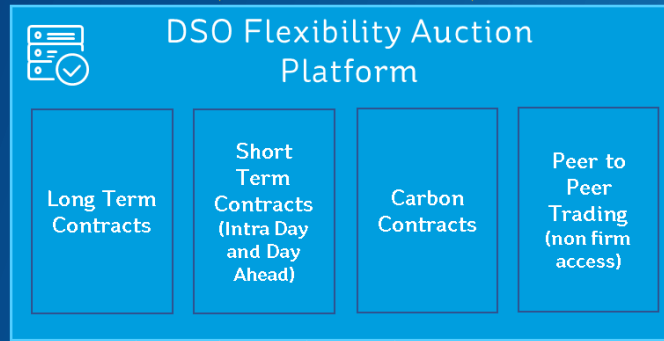 DSO Flexibility Auction
Platform
Long Term
Contracts
Short
Term
Contracts
(Intra Day
and Day
Ahead)
Carbon
Contracts
Peer to
Peer
Trading
(non firm
access)